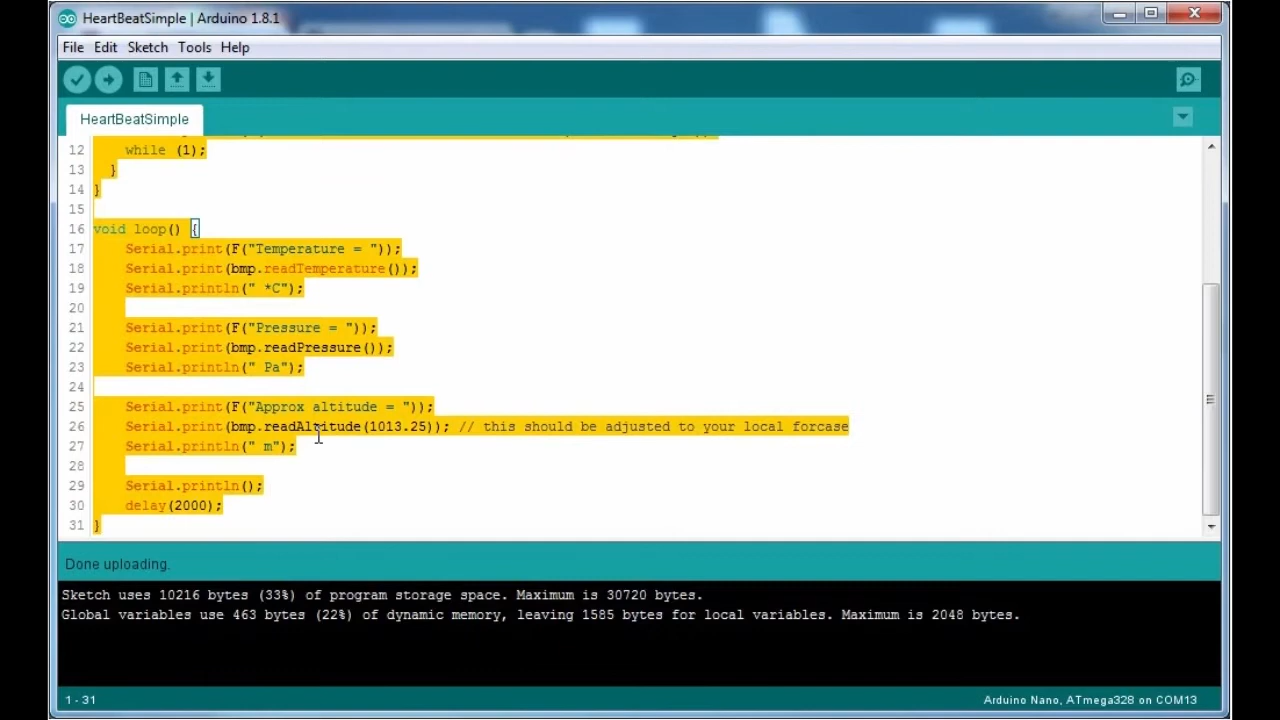 HeartBeatSimple | Arduino 1.8.1
File Edit Sketch Tools Help
HeartBeatSimple
12 while (1);
13 }
14 }
15
16 void loop() {
17 Serial.print(F("Temperature = "));
18 Serial.print(bmp.readTemperature());
19 Serial.println(" *C");
20
21 Serial.print(F("Pressure = "));
22 Serial.print(bmp.readPressure());
23 Serial.println(" Pa");
24
25 Serial.print(F("Approx altitude = "));
26 Serial.print(bmp.readAltitude(1013.25)); // this should be adjusted to your local forcase
27 Serial.println(" m");
28
29 Serial.println();
30 delay(2000);
31 }
Done uploading.
Sketch uses 10216 bytes (33%) of program storage space. Maximum is 30720 bytes.
Global variables use 463 bytes (22%) of dynamic memory, leaving 1585 bytes for local variables. Maximum is 2048 bytes.
1 - 31 Arduino Nano, ATmega328 on COM13